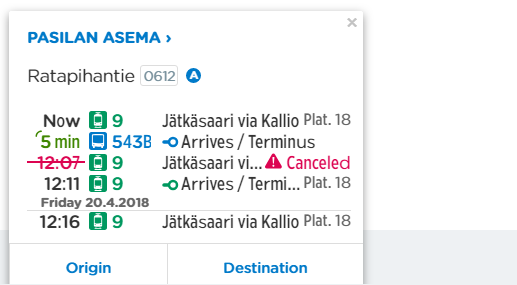 PASILAN ASEMA ›
Ratapihantie 0612 A
Now 9 Jätkäsaari via Kallio Plat. 18
5 min 543B Arrives / Terminus
12:07 9 Jätkäsaari vi... Canceled
12:11 9 Arrives / Termi... Plat. 18
Friday 20.4.2018
12:16 9 Jätkäsaari via Kallio Plat. 18
Origin Destination